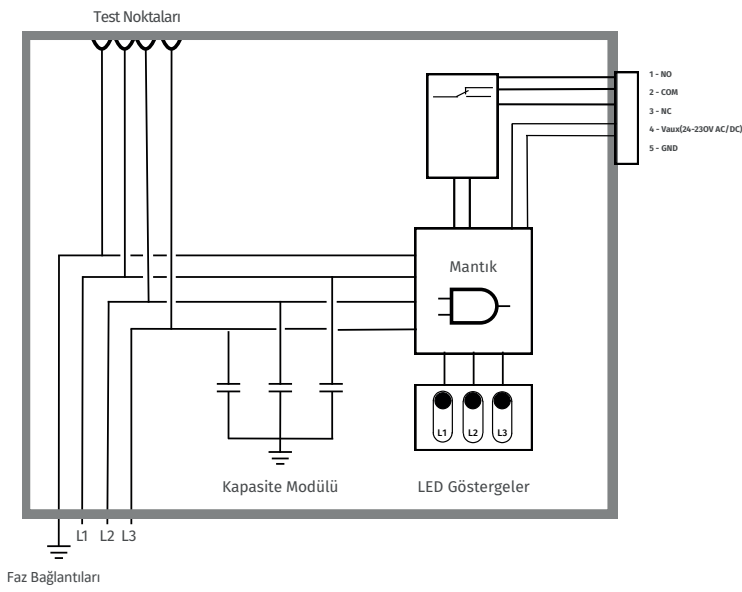 Test Noktaları
1 - NO
2 - COM
3 - NC
4 - Vaux(24-230V AC/DC)
5 - GND
Mantık
L1 L2 L3
Kapasite Modülü
LED Göstergeler
L1 L2 L3
Faz Bağlantıları